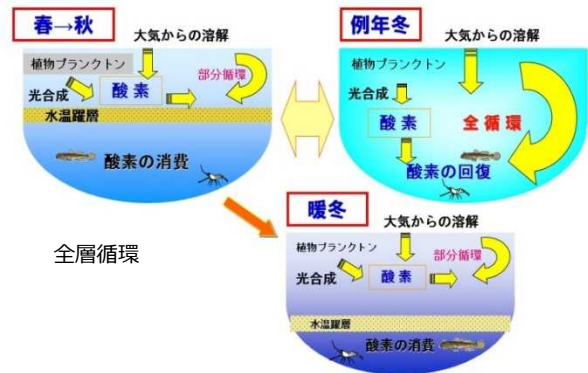 春→秋
大気からの溶解
植物プランクトン
部分循環
光合成
酸素
水温躍層
酸素の消費
例年冬
大気からの溶解
植物プランクトン
光合成
酸素
全循環
酸素の回復
全層循環
暖冬
大気からの溶解
植物プランクトン
部分循環
光合成
酸素
水温躍層
酸素の消費